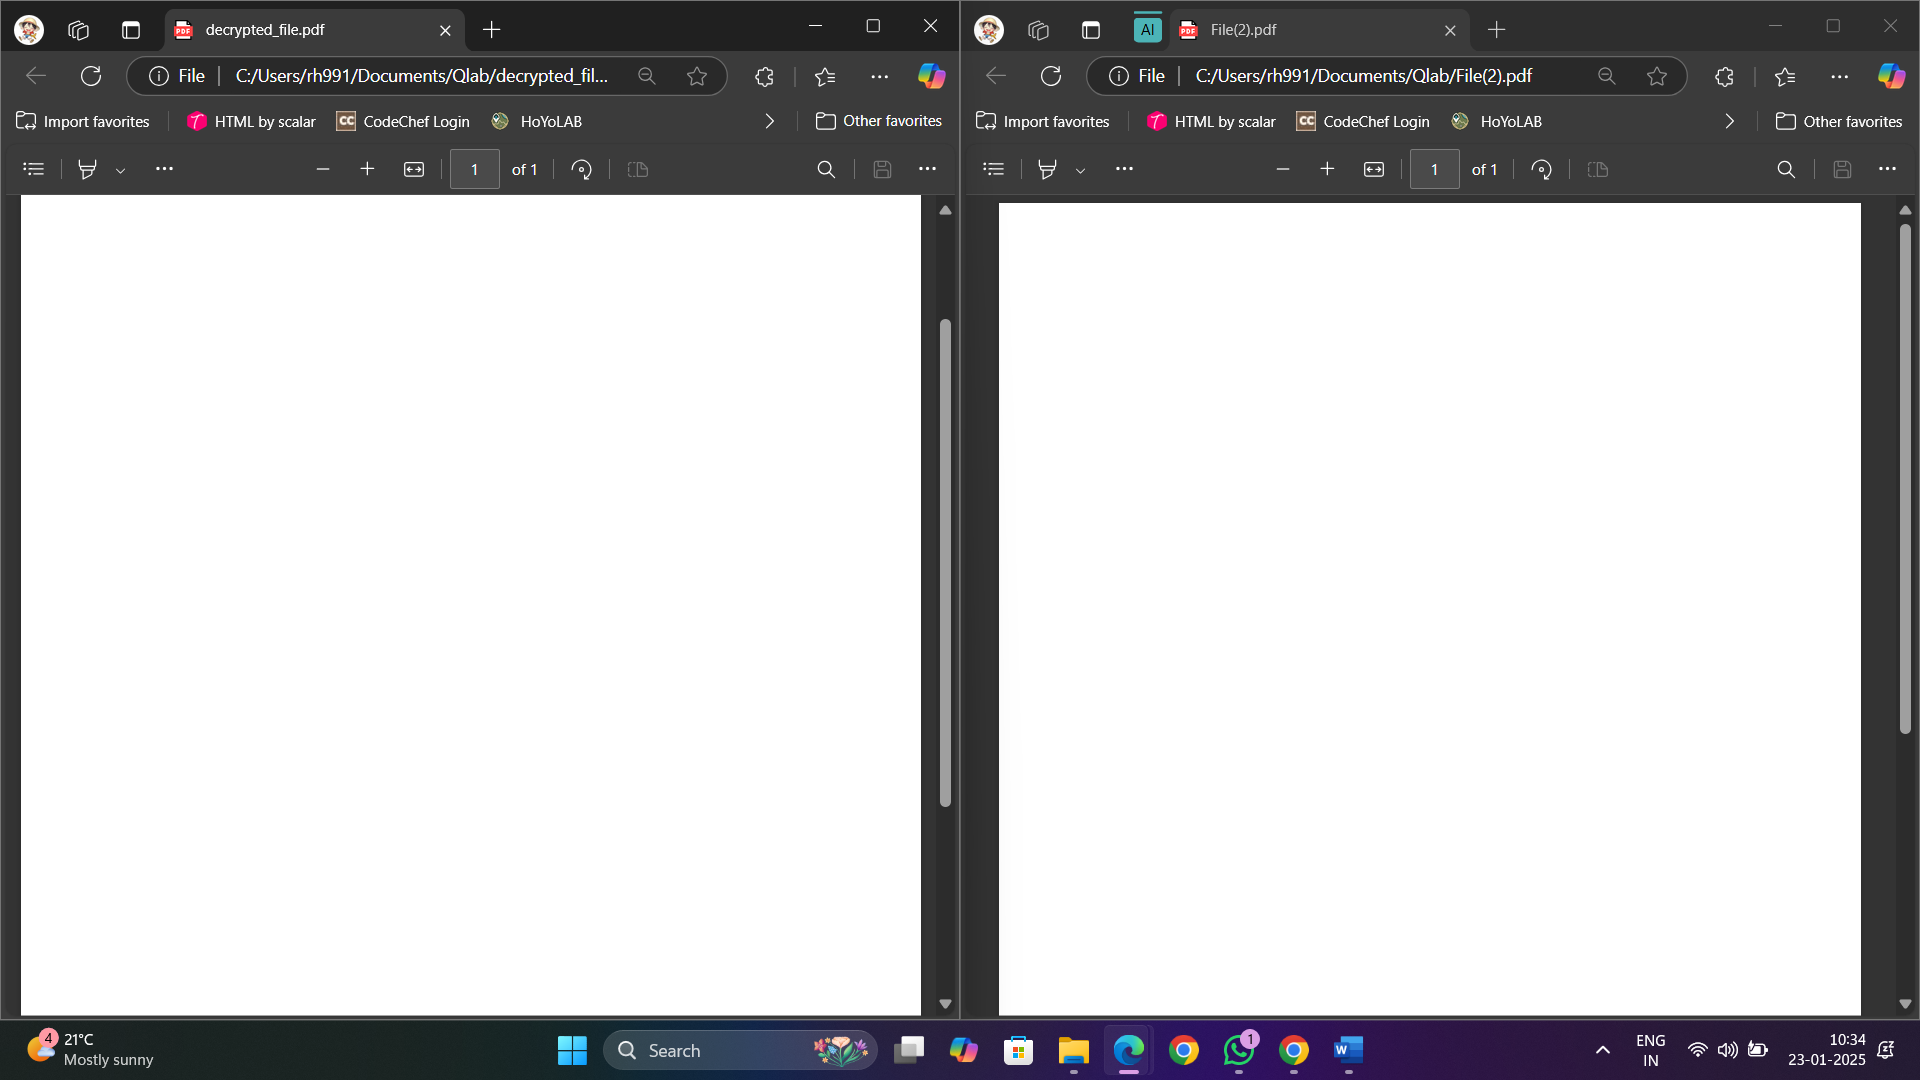 decrypted_file.pdf
File C:/Users/rh991/Documents/Qlab/decrypted_fil...
Import favorites HTML by scalar CC CodeChef Login HoYoLAB Other favorites
1 of 1
AI PDF File(2).pdf
File C:/Users/rh991/Documents/Qlab/File(2).pdf
Import favorites HTML by scalar CC CodeChef Login HoYoLAB Other favorites
1 of 1
4 21°C
Mostly sunny
Search
1
W
ENG
IN
10:34
23-01-2025